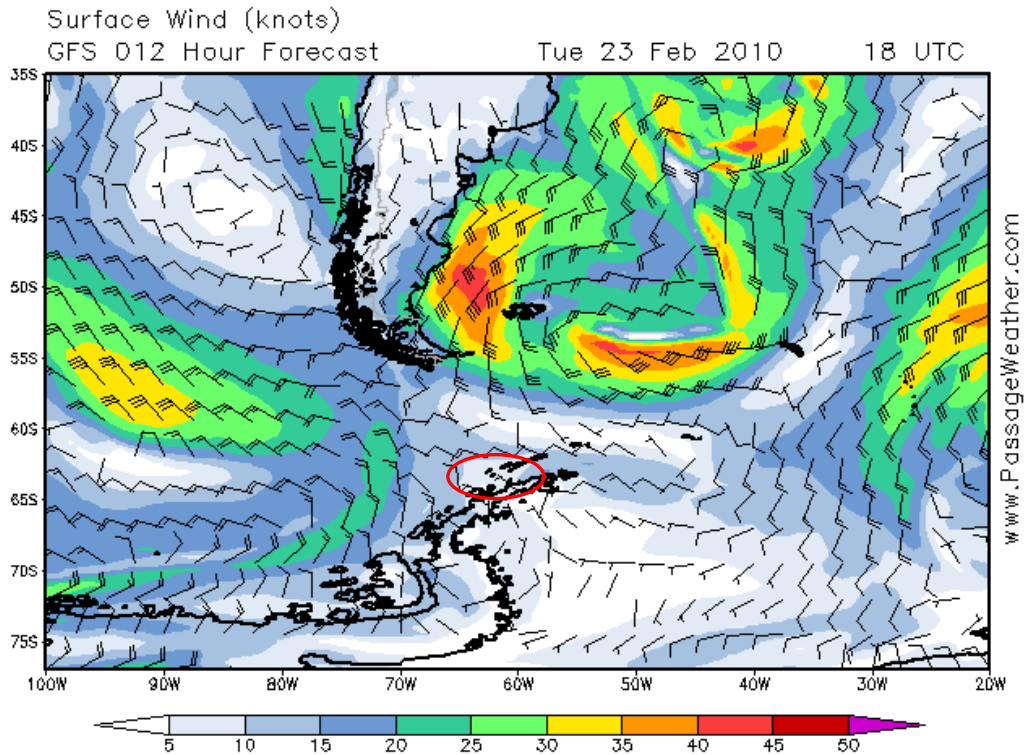 Surface Wind (knots)
GFS 012 Hour Forecast Tue 23 Feb 2010 18 UTC
35S
40S
45S
50S
55S
60S
65S
70S
75S
100W 90W 80W 70W 60W 50W 40W 30W 20W
5 10 15 20 25 30 35 40 45 50
www.PassageWeather.com